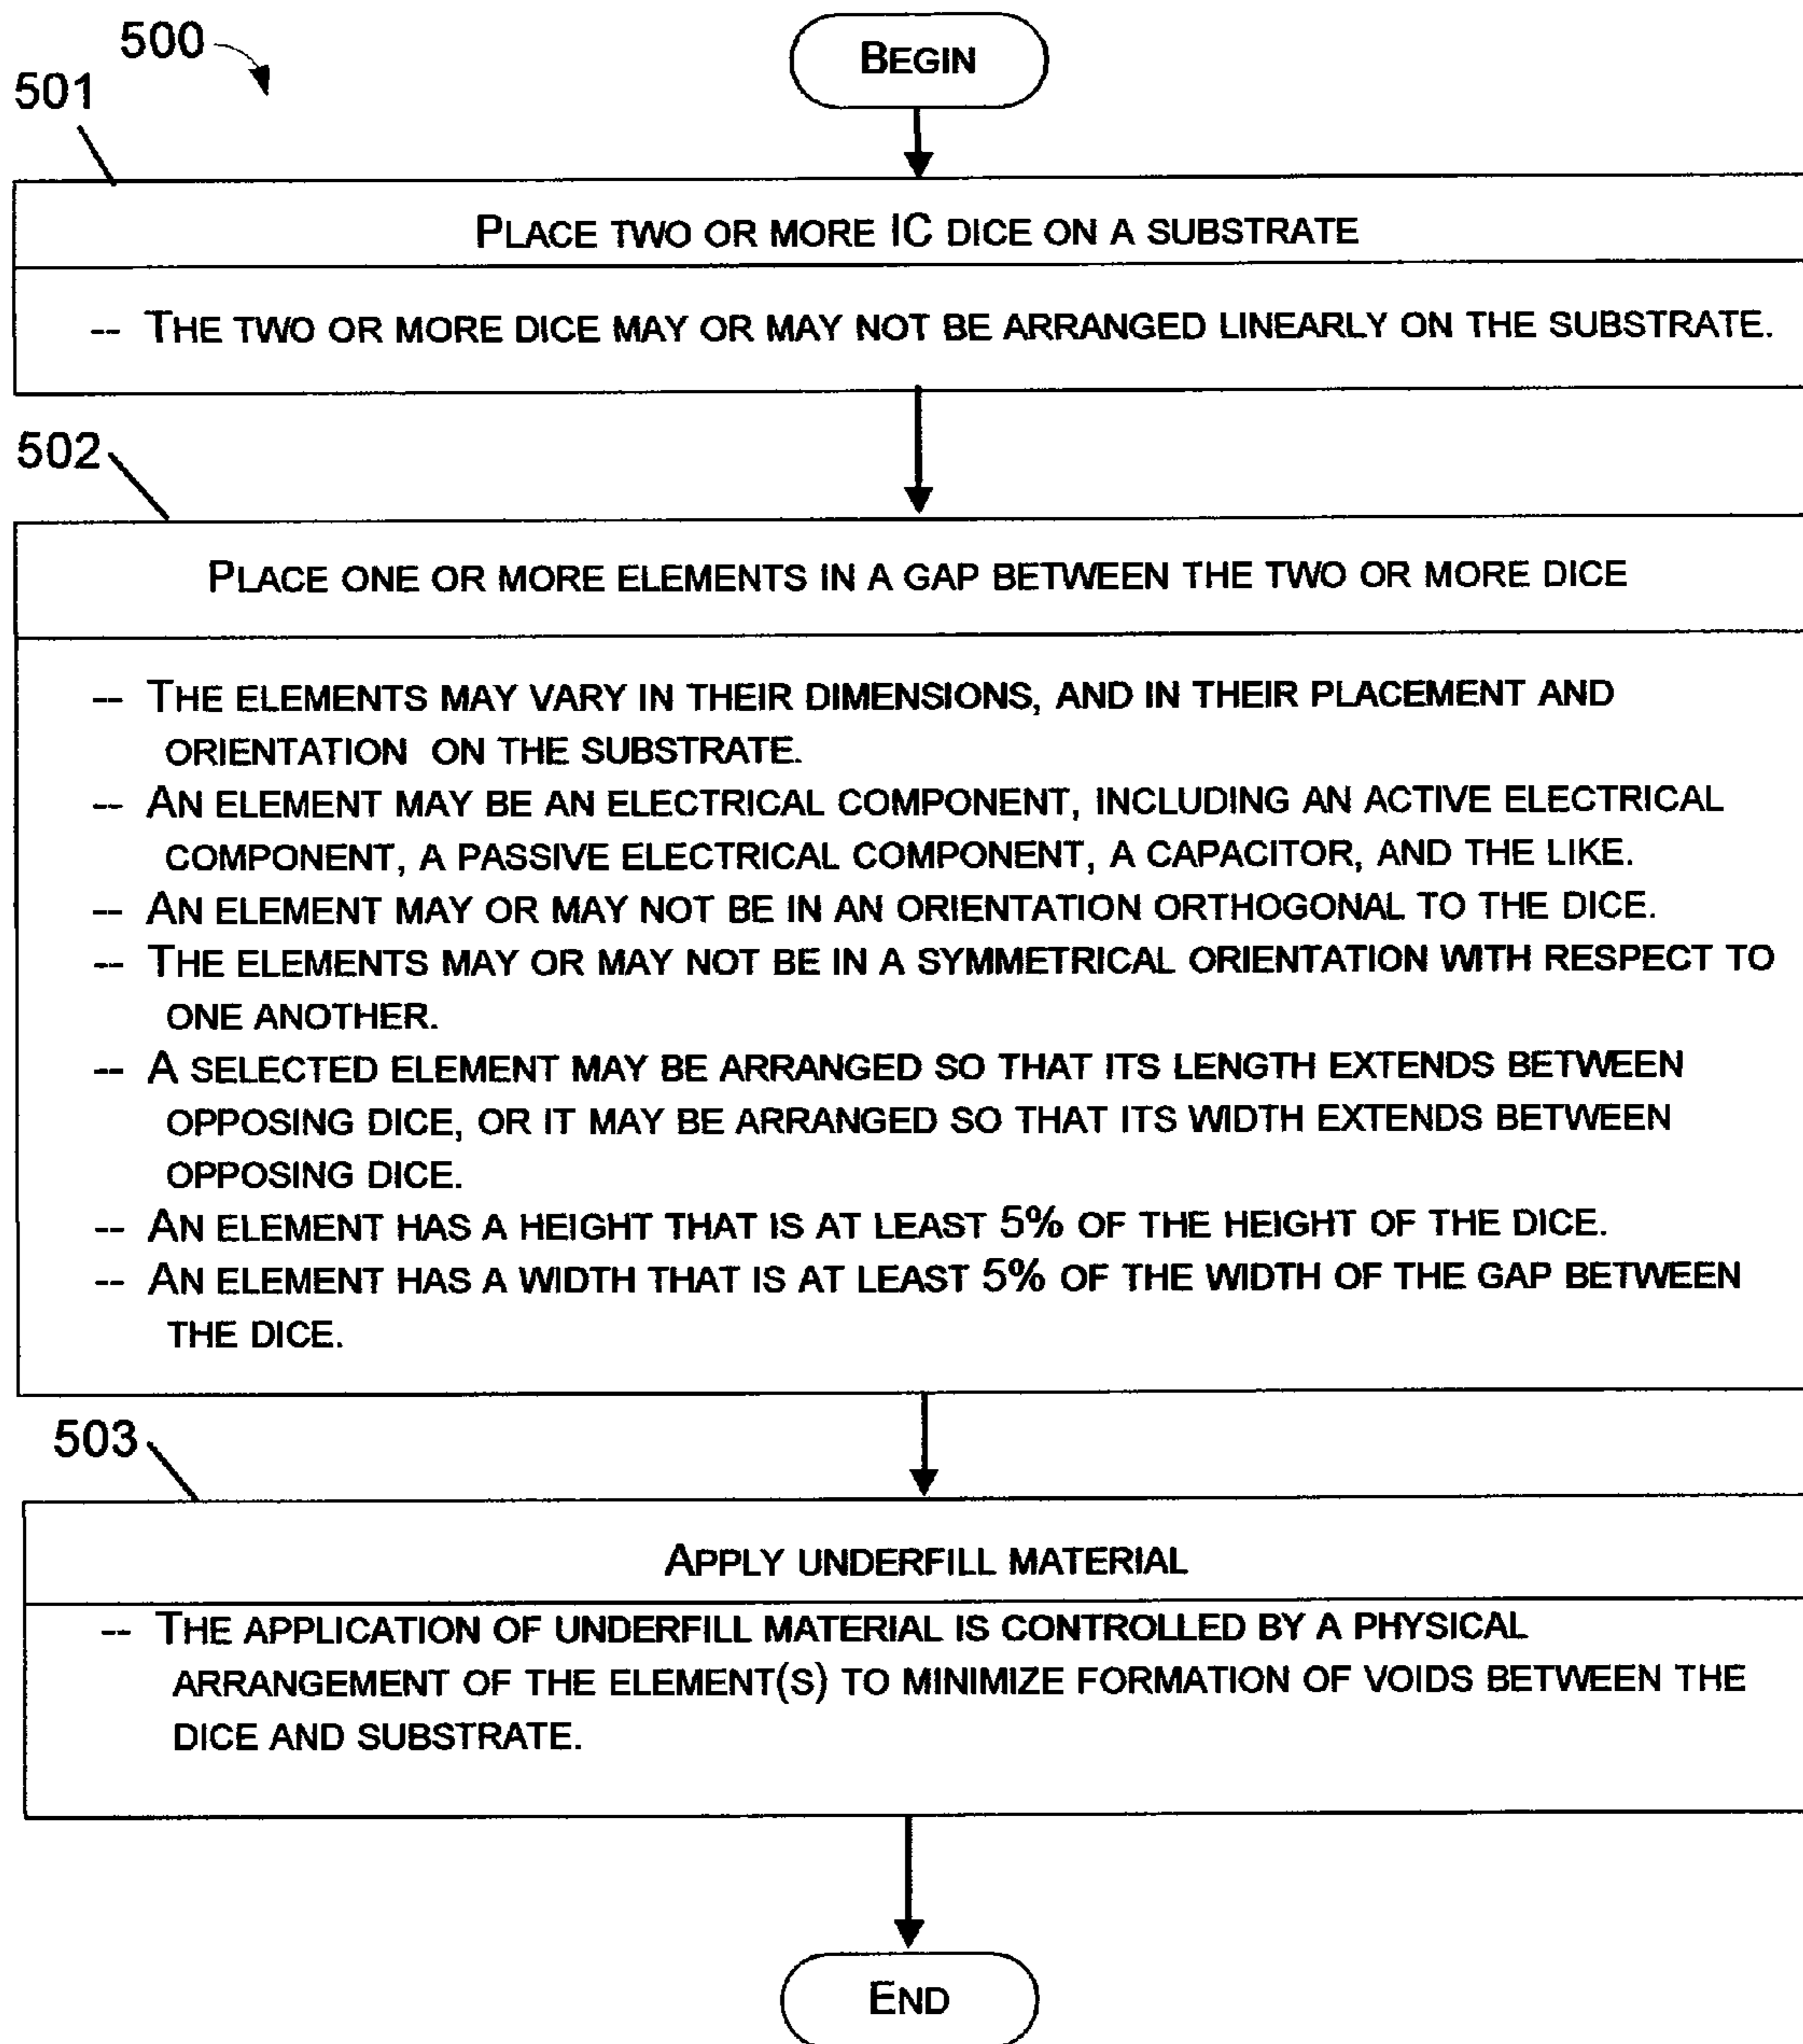 500
BEGIN
501
PLACE TWO OR MORE IC DICE ON A SUBSTRATE
-- THE TWO OR MORE DICE MAY OR MAY NOT BE ARRANGED LINEARLY ON THE SUBSTRATE.
502
PLACE ONE OR MORE ELEMENTS IN A GAP BETWEEN THE TWO OR MORE DICE
-- THE ELEMENTS MAY VARY IN THEIR DIMENSIONS, AND IN THEIR PLACEMENT AND
ORIENTATION ON THE SUBSTRATE.
-- AN ELEMENT MAY BE AN ELECTRICAL COMPONENT, INCLUDING AN ACTIVE ELECTRICAL
COMPONENT, A PASSIVE ELECTRICAL COMPONENT, A CAPACITOR, AND THE LIKE.
-- AN ELEMENT MAY OR MAY NOT BE IN AN ORIENTATION ORTHOGONAL TO THE DICE.
-- THE ELEMENTS MAY OR MAY NOT BE IN A SYMMETRICAL ORIENTATION WITH RESPECT TO
ONE ANOTHER.
-- A SELECTED ELEMENT MAY BE ARRANGED SO THAT ITS LENGTH EXTENDS BETWEEN
OPPOSING DICE, OR IT MAY BE ARRANGED SO THAT ITS WIDTH EXTENDS BETWEEN
OPPOSING DICE.
-- AN ELEMENT HAS A HEIGHT THAT IS AT LEAST 5% OF THE HEIGHT OF THE DICE.
-- AN ELEMENT HAS A WIDTH THAT IS AT LEAST 5% OF THE WIDTH OF THE GAP BETWEEN
THE DICE.
503
APPLY UNDERFILL MATERIAL
-- THE APPLICATION OF UNDERFILL MATERIAL IS CONTROLLED BY A PHYSICAL
ARRANGEMENT OF THE ELEMENT(S) TO MINIMIZE FORMATION OF VOIDS BETWEEN THE
DICE AND SUBSTRATE.
END